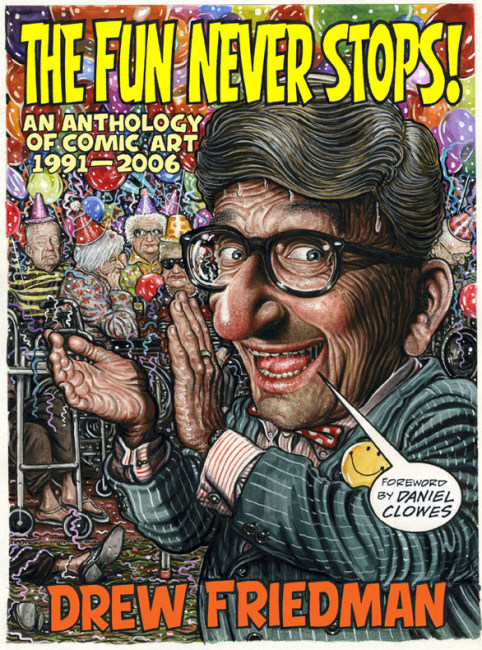 THE FUN NEVER STOPS!
AN ANTHOLOGY
OF COMIC ART
1991—2006
FOREWORD
BY DANIEL
CLOWES
DREW FRIEDMAN